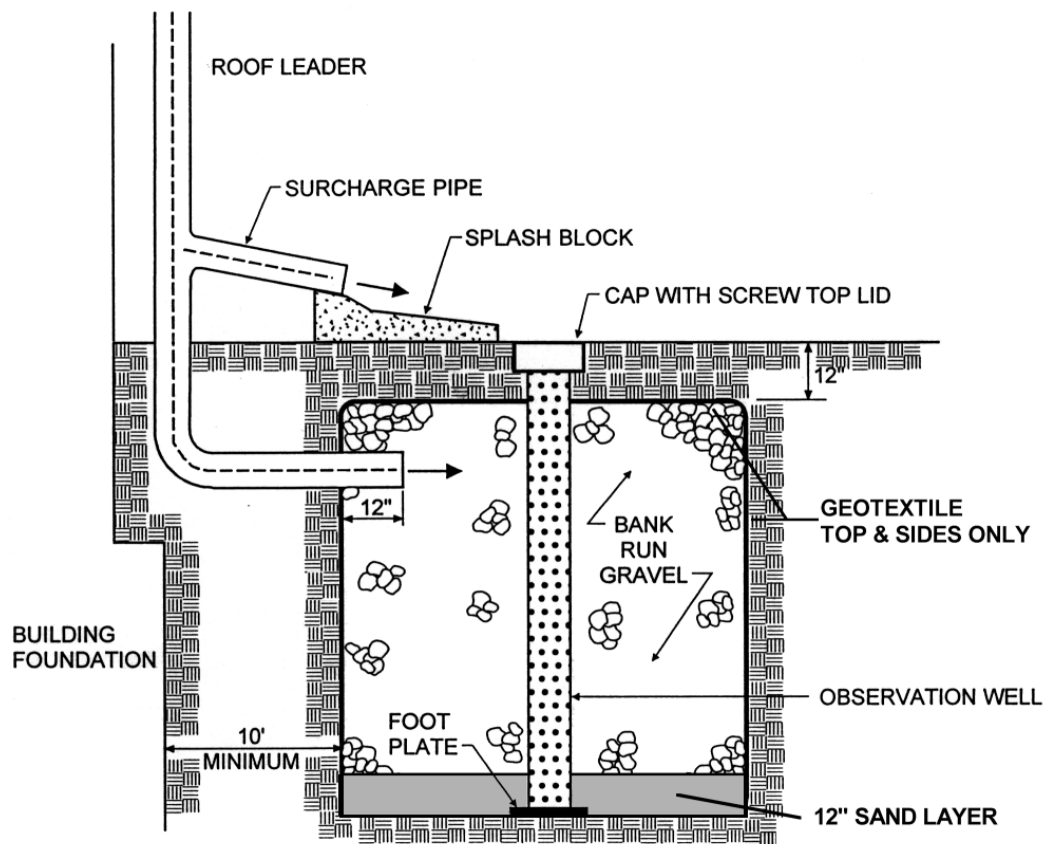 ROOF LEADER
SURCHARGE PIPE
SPLASH BLOCK
CAP WITH SCREW TOP LID
12"
12"
GEOTEXTILE
TOP & SIDES ONLY
BANK
RUN
GRAVEL
BUILDING
FOUNDATION
OBSERVATION WELL
FOOT
PLATE
10'
MINIMUM
12" SAND LAYER